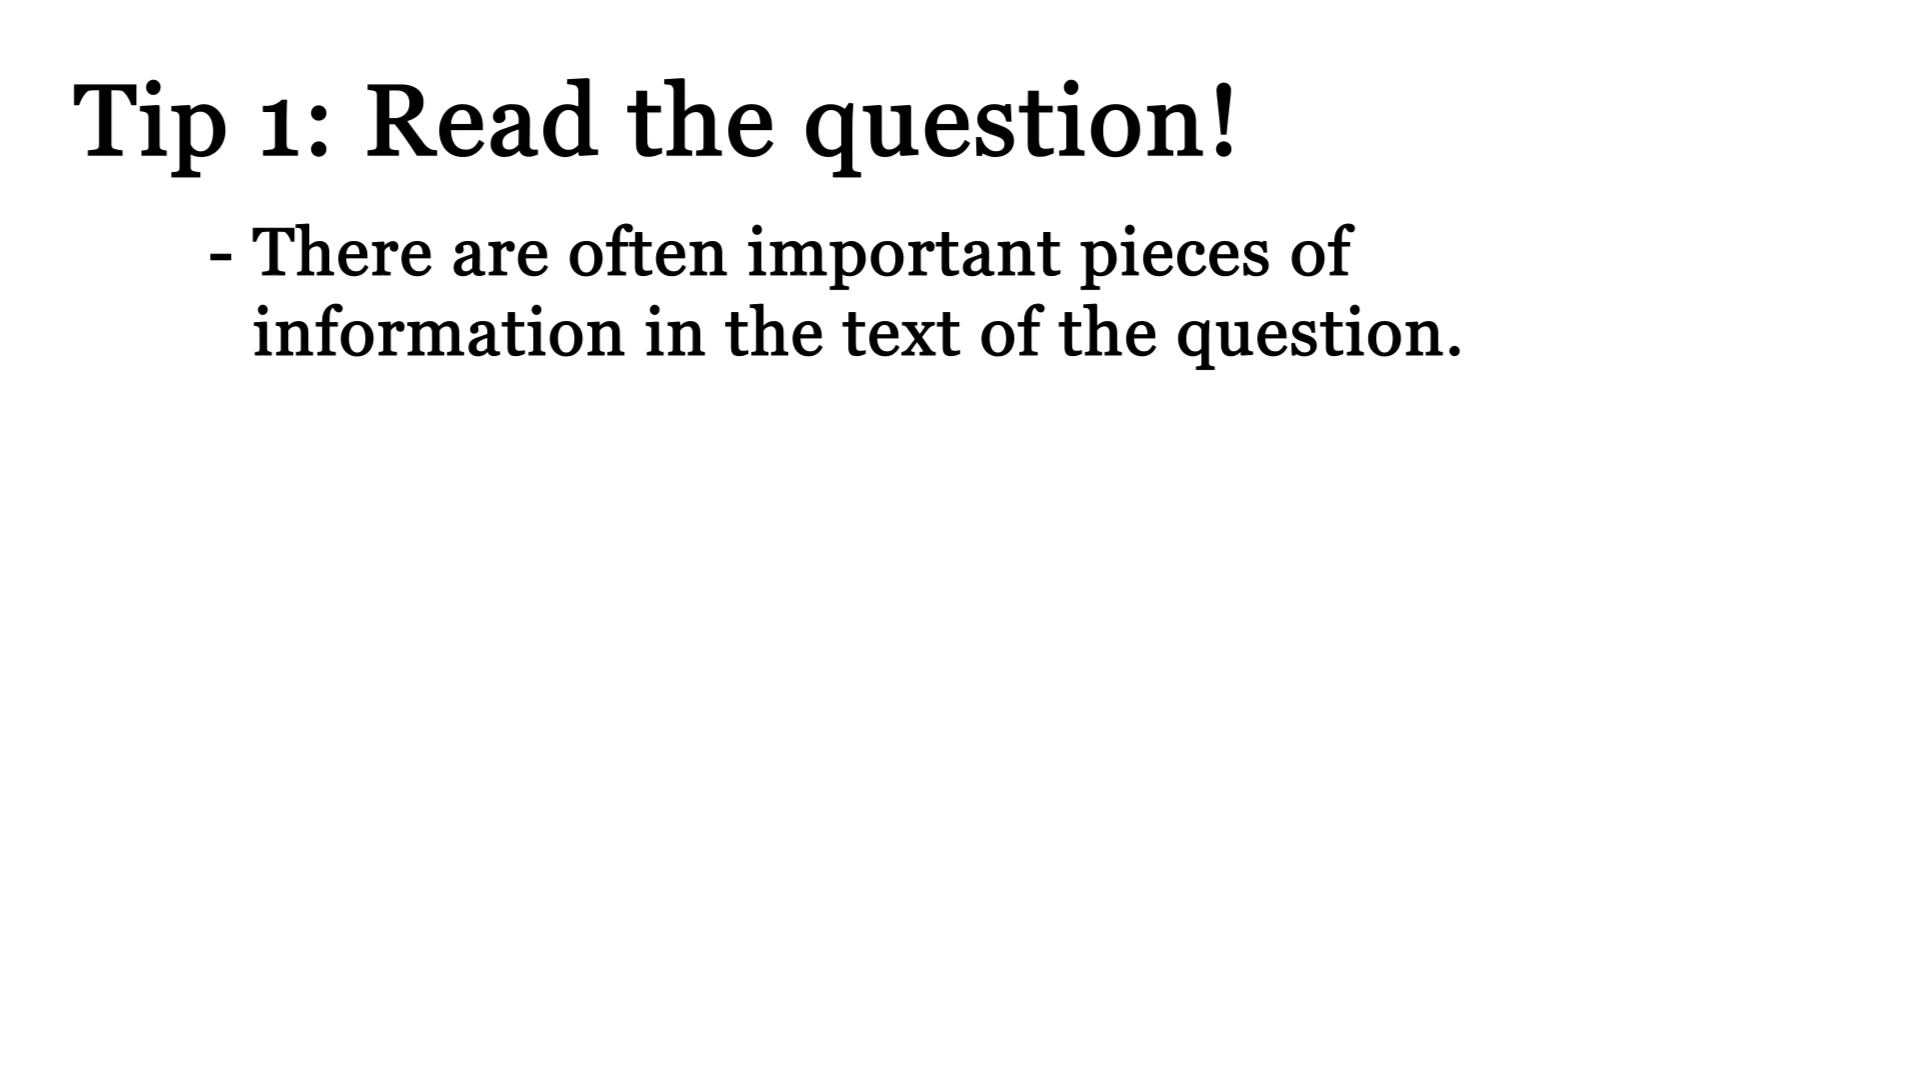 Tip 1: Read the question!
- There are often important pieces of
information in the text of the question.